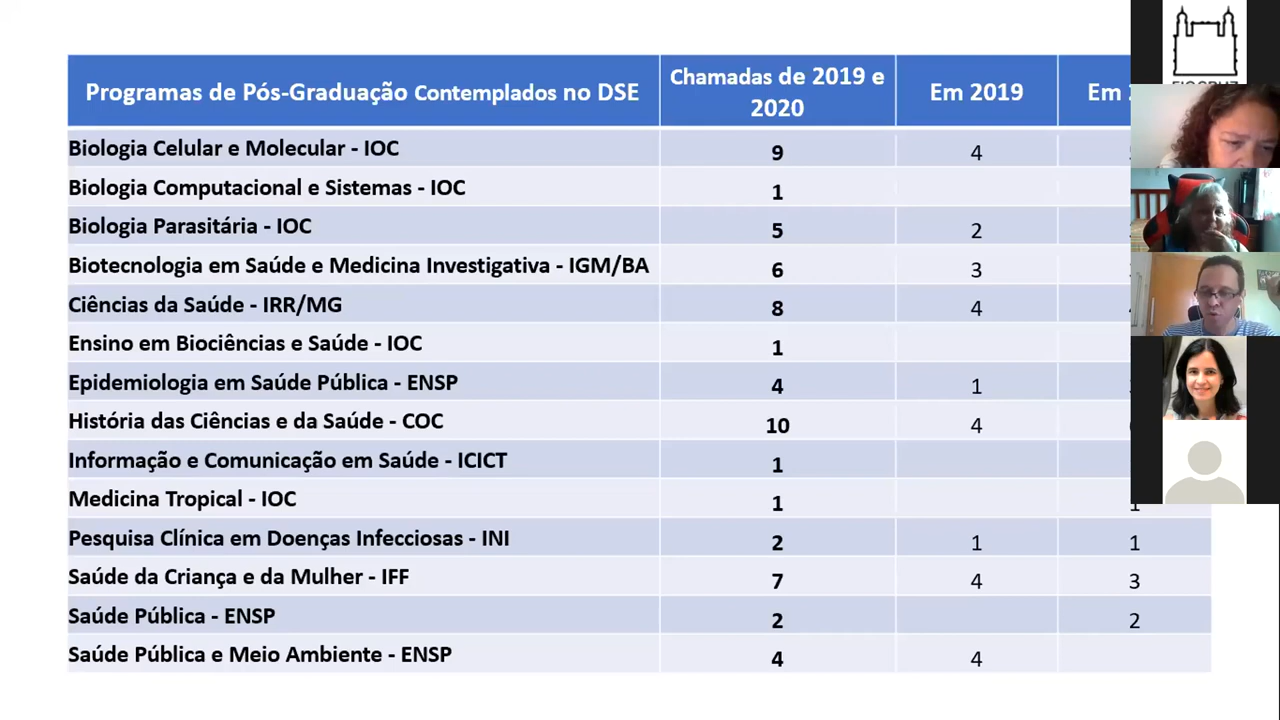 Programas de Pós-Graduação Contemplados no DSE Chamadas de 2019 e 2020 Em 2019 Em
Biologia Celular e Molecular - IOC 9 4
Biologia Computacional e Sistemas - IOC 1
Biologia Parasitária - IOC 5 2
Biotecnologia em Saúde e Medicina Investigativa - IGM/BA 6 3
Ciências da Saúde - IRR/MG 8 4
Ensino em Biociências e Saúde - IOC 1
Epidemiologia em Saúde Pública - ENSP 4 1
História das Ciências e da Saúde - COC 10 4
Informação e Comunicação em Saúde - ICICT 1
Medicina Tropical - IOC 1 1
Pesquisa Clínica em Doenças Infecciosas - INI 2 1 1
Saúde da Criança e da Mulher - IFF 7 4 3
Saúde Pública - ENSP 2 2
Saúde Pública e Meio Ambiente - ENSP 4 4